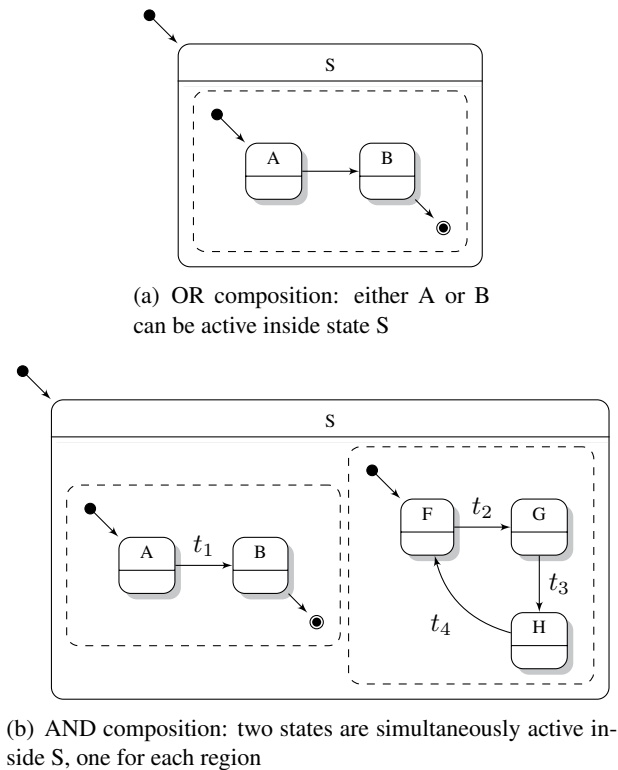 S
A
B
(a) OR composition: either A or B
can be active inside state S
S
A
t1
B
F
t2
G
t3
H
t4
(b) AND composition: two states are simultaneously active in-
side S, one for each region